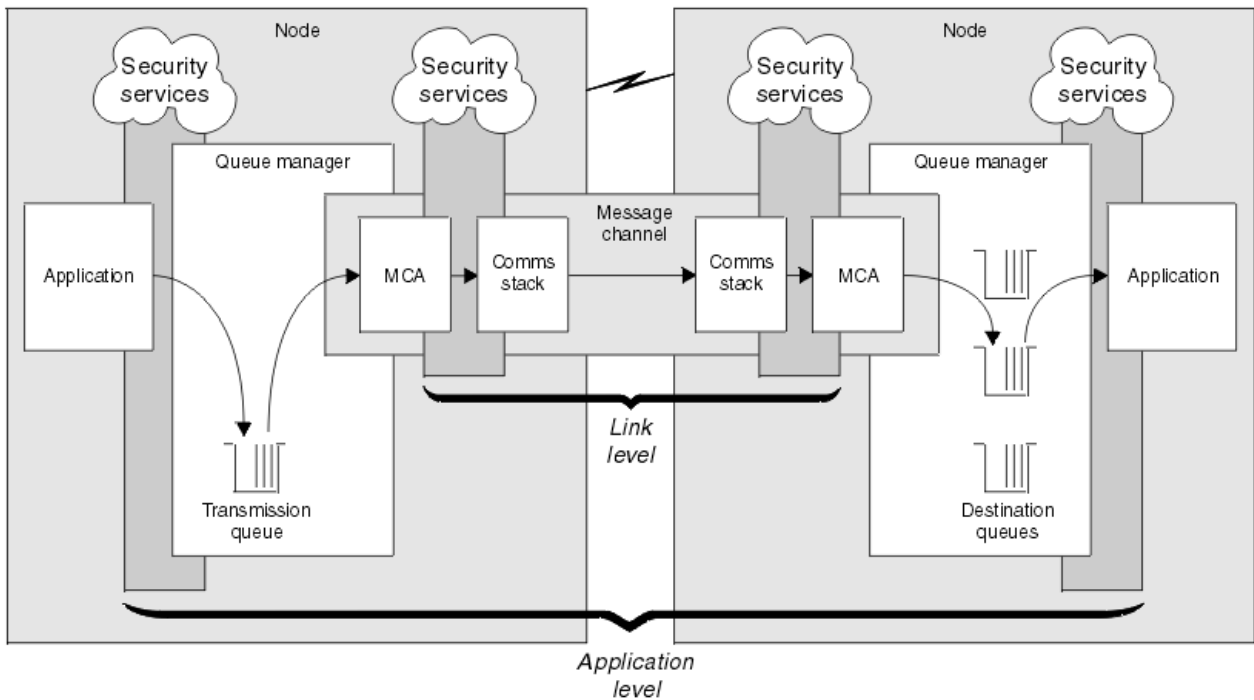 Node
Node
Security
services
Security
services
Security
services
Security
services
Queue manager
Queue manager
Message
channel
Application
MCA
Comms
stack
Comms
stack
MCA
Application
Link
level
Transmission
queue
Destination
queues
Application
level